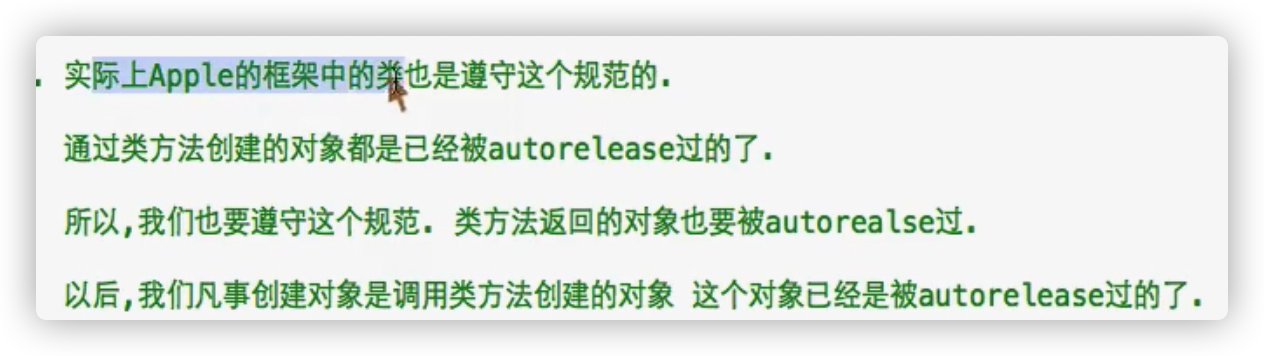 . 实际上Apple的框架中的类也是遵守这个规范的.
通过类方法创建的对象都是已经被autorelease过的了.
所以,我们也要遵守这个规范. 类方法返回的对象也要被autorealse过.
以后,我们凡事创建对象是调用类方法创建的对象 这个对象已经是被autorelease过的了.